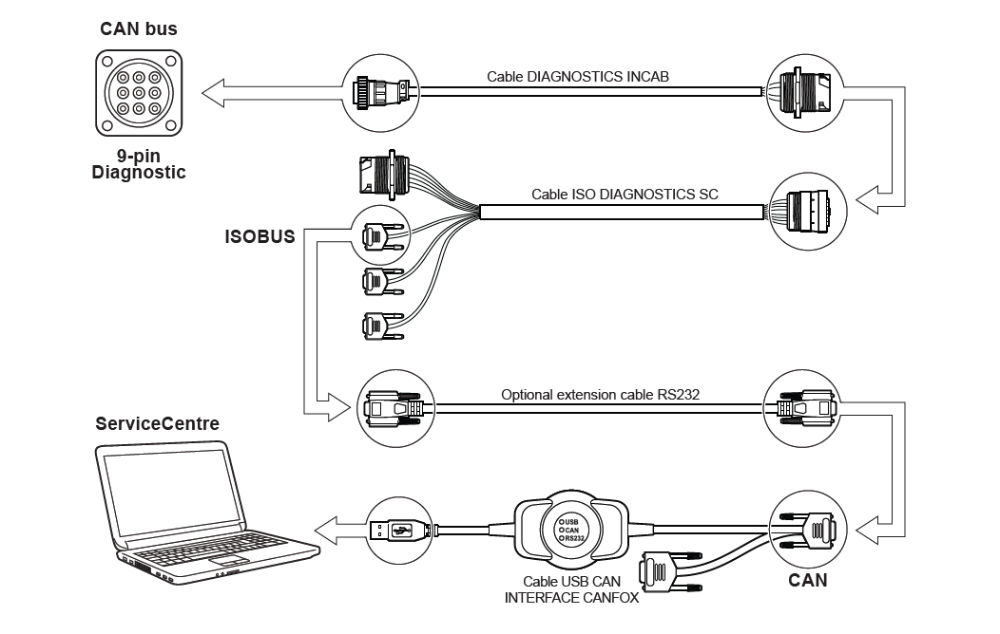 CAN bus
9-pin
Diagnostic
Cable DIAGNOSTICS INCAB
Cable ISO DIAGNOSTICS SC
ISOBUS
Optional extension cable RS232
ServiceCentre
USB
CAN
RS232
Cable USB CAN
INTERFACE CANFOX
CAN